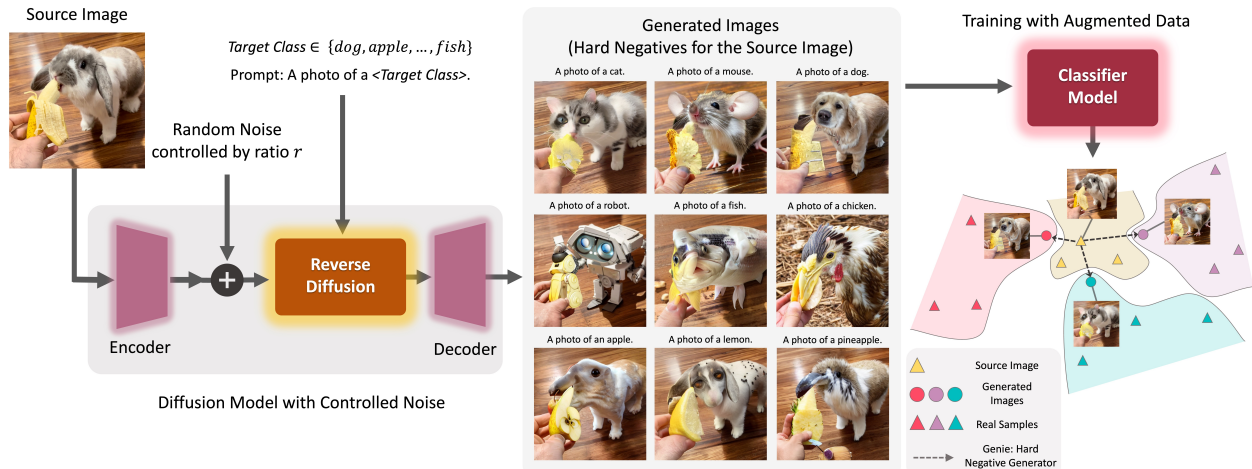 Source Image
Target Class ∈ {dog, apple, ..., fish}
Prompt: A photo of a <Target Class>.
Random Noise
controlled by ratio r
+
Encoder
Reverse
Diffusion
Decoder
Diffusion Model with Controlled Noise
Generated Images
(Hard Negatives for the Source Image)
A photo of a cat.
A photo of a mouse.
A photo of a dog.
A photo of a robot.
A photo of a fish.
A photo of a chicken.
A photo of an apple.
A photo of a lemon.
A photo of a pineapple.
Training with Augmented Data
Classifier
Model
Source Image
Generated
Images
Real Samples
Genie: Hard
Negative Generator